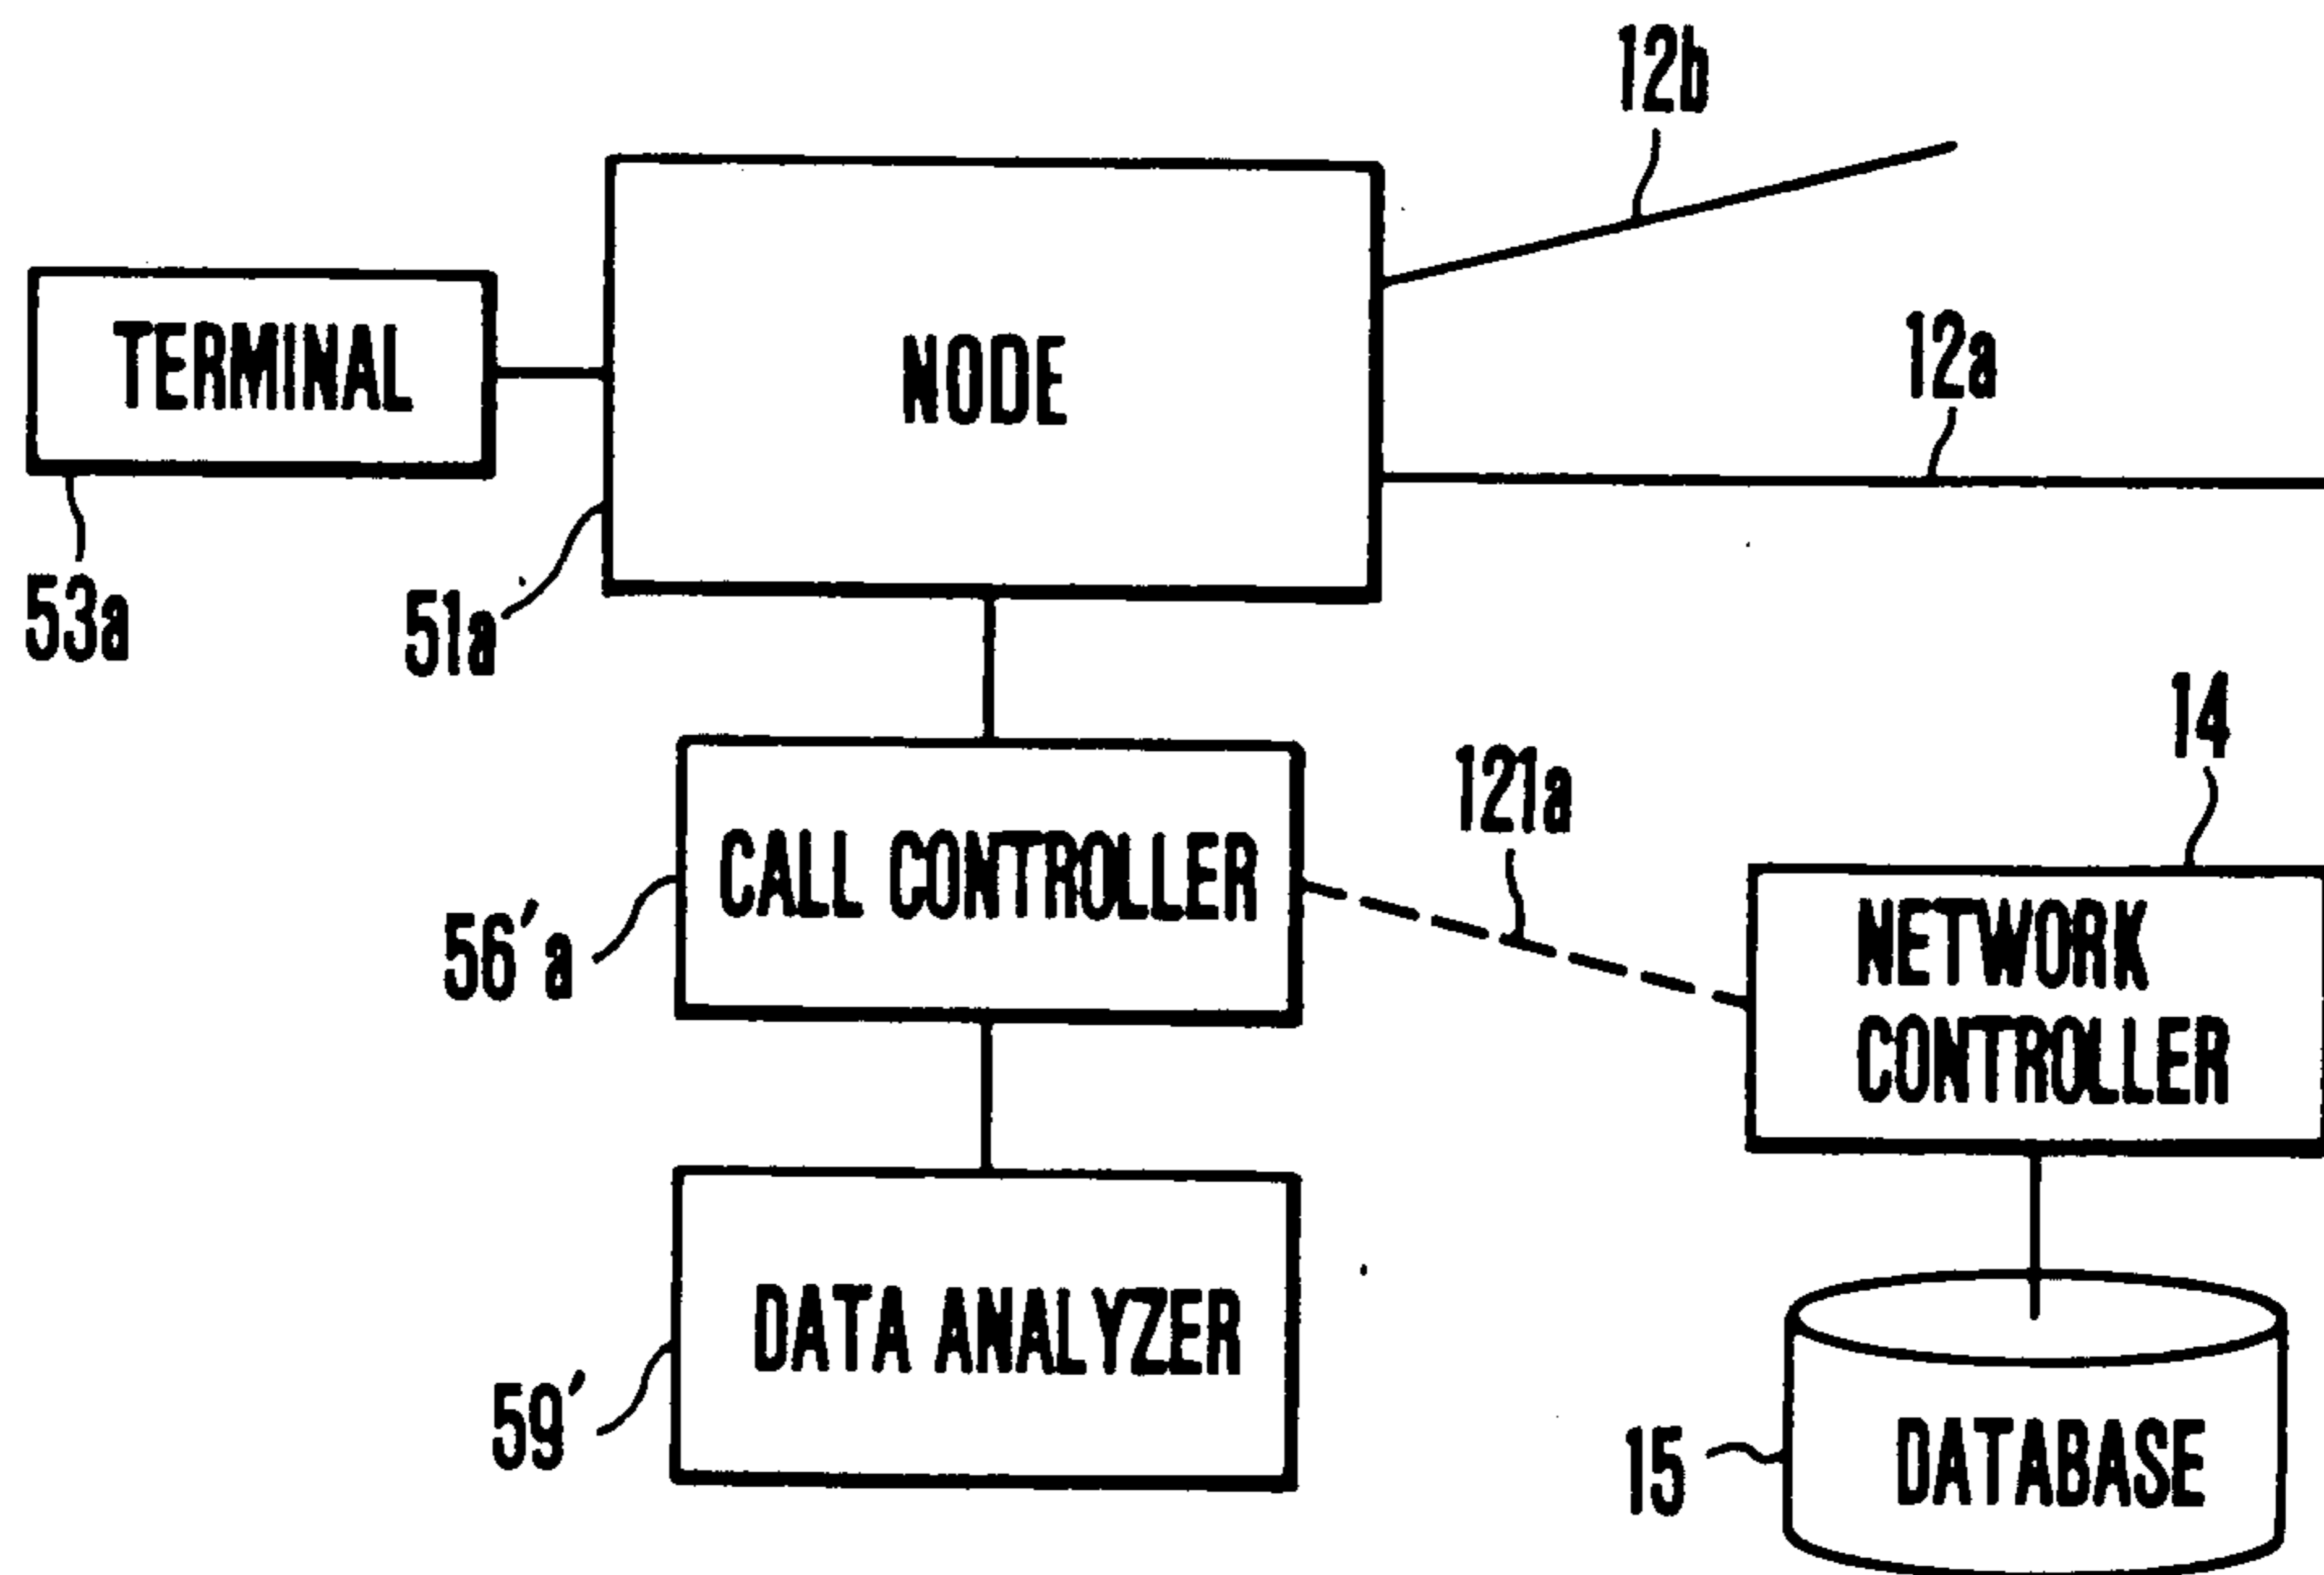 12b
TERMINAL
NODE
12a
53a
51a
14
121a
CALL CONTROLLER
56'a
NETWORK
CONTROLLER
DATA ANALYZER
59'
15
DATABASE